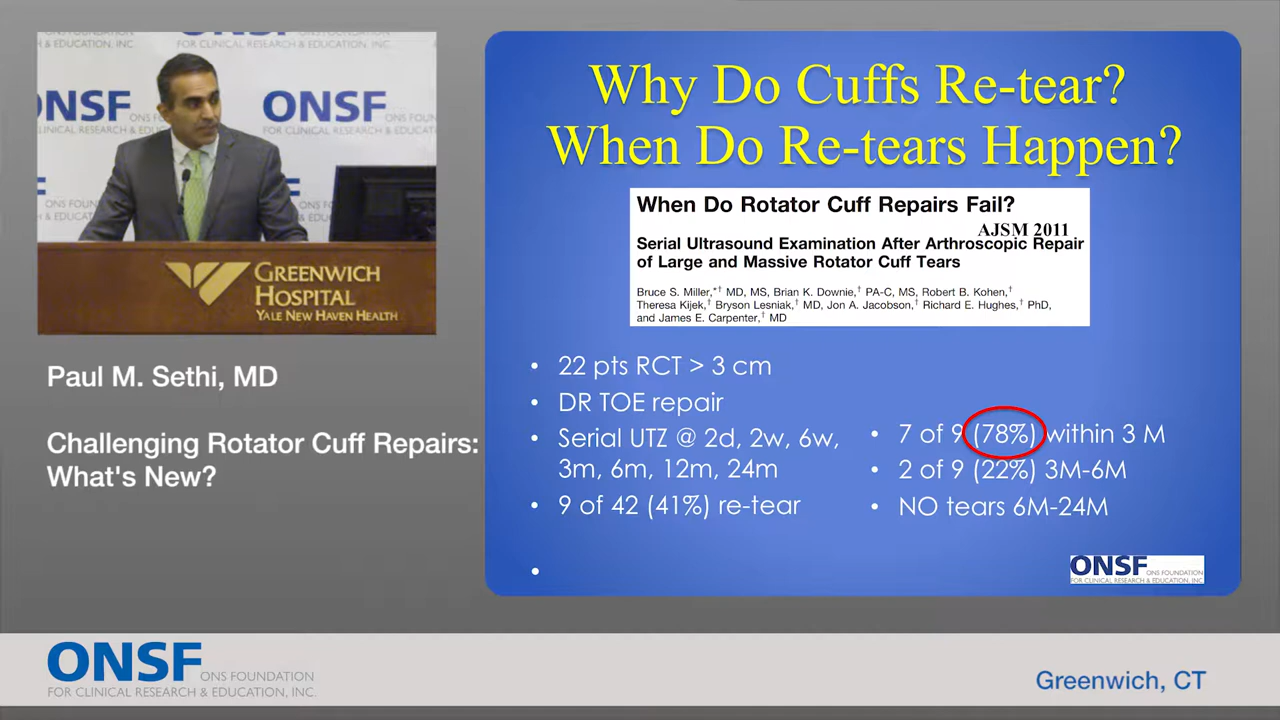 ONS FOUNDATION
FOR CLINICAL RESEARCH & EDUCATION, INC.
ONSF
ONSF
GREENWICH
HOSPITAL
YALE NEW HAVEN HEALTH
Paul M. Sethi, MD
Challenging Rotator Cuff Repairs:
What's New?
Why Do Cuffs Re-tear?
When Do Re-tears Happen?
When Do Rotator Cuff Repairs Fail?
AJSM 2011
Serial Ultrasound Examination After Arthroscopic Repair
of Large and Massive Rotator Cuff Tears
Bruce S. Miller,*† MD, MS, Brian K. Downie,† PA-C, MS, Robert B. Kohen,†
Theresa Kijek,† Bryson Lesniak,† MD, Jon A. Jacobson,† Richard E. Hughes,† PhD,
and James E. Carpenter,† MD
• 22 pts RCT > 3 cm
• DR TOE repair
• Serial UTZ @ 2d, 2w, 6w,
3m, 6m, 12m, 24m
• 9 of 42 (41%) re-tear
•
• 7 of 9 (78%) within 3 M
• 2 of 9 (22%) 3M-6M
• NO tears 6M-24M
ONSF ONS FOUNDATION
FOR CLINICAL RESEARCH & EDUCATION, INC.
ONSF ONS FOUNDATION
FOR CLINICAL RESEARCH & EDUCATION, INC.
Greenwich, CT